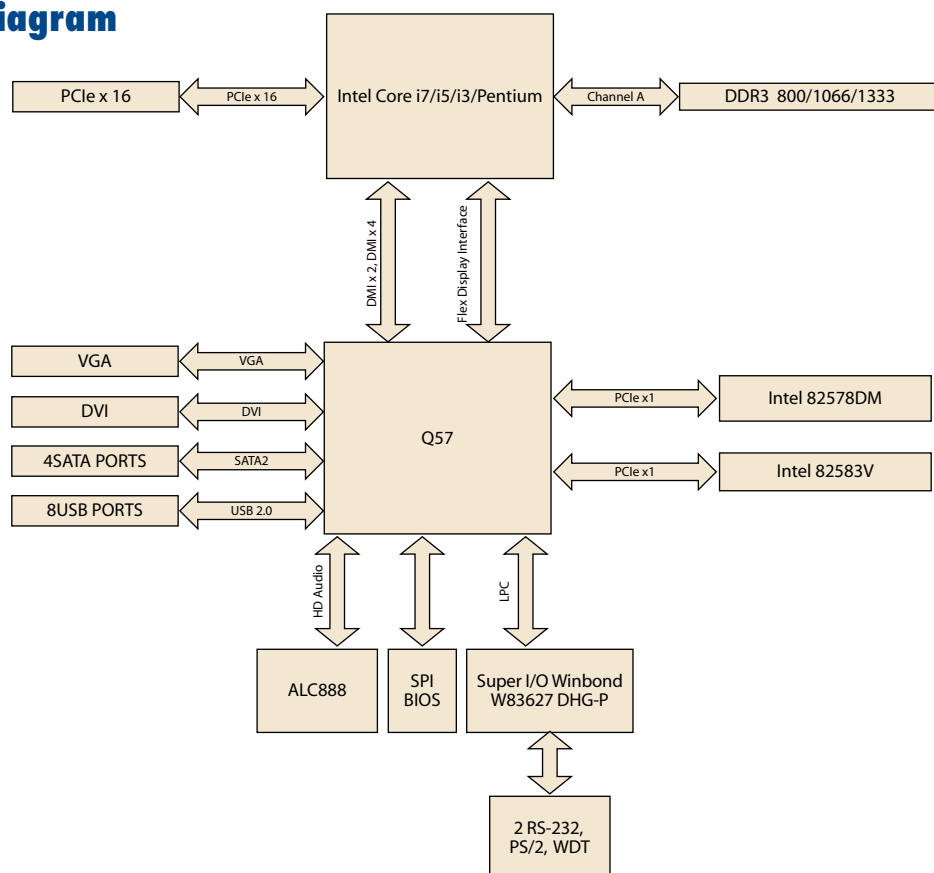 PCIe x 16
PCIe x 16
Intel Core i7/i5/i3/Pentium
Channel A
DDR3 800/1066/1333
DMI x 2, DMI x 4
Flex Display Interface
VGA
VGA
DVI
DVI
4SATA PORTS
SATA2
8USB PORTS
USB 2.0
Q57
PCIe x1
Intel 82578DM
PCIe x1
Intel 82583V
HD Audio
LPC
ALC888
SPI
BIOS
Super I/O Winbond
W83627 DHG-P
2 RS-232,
PS/2, WDT